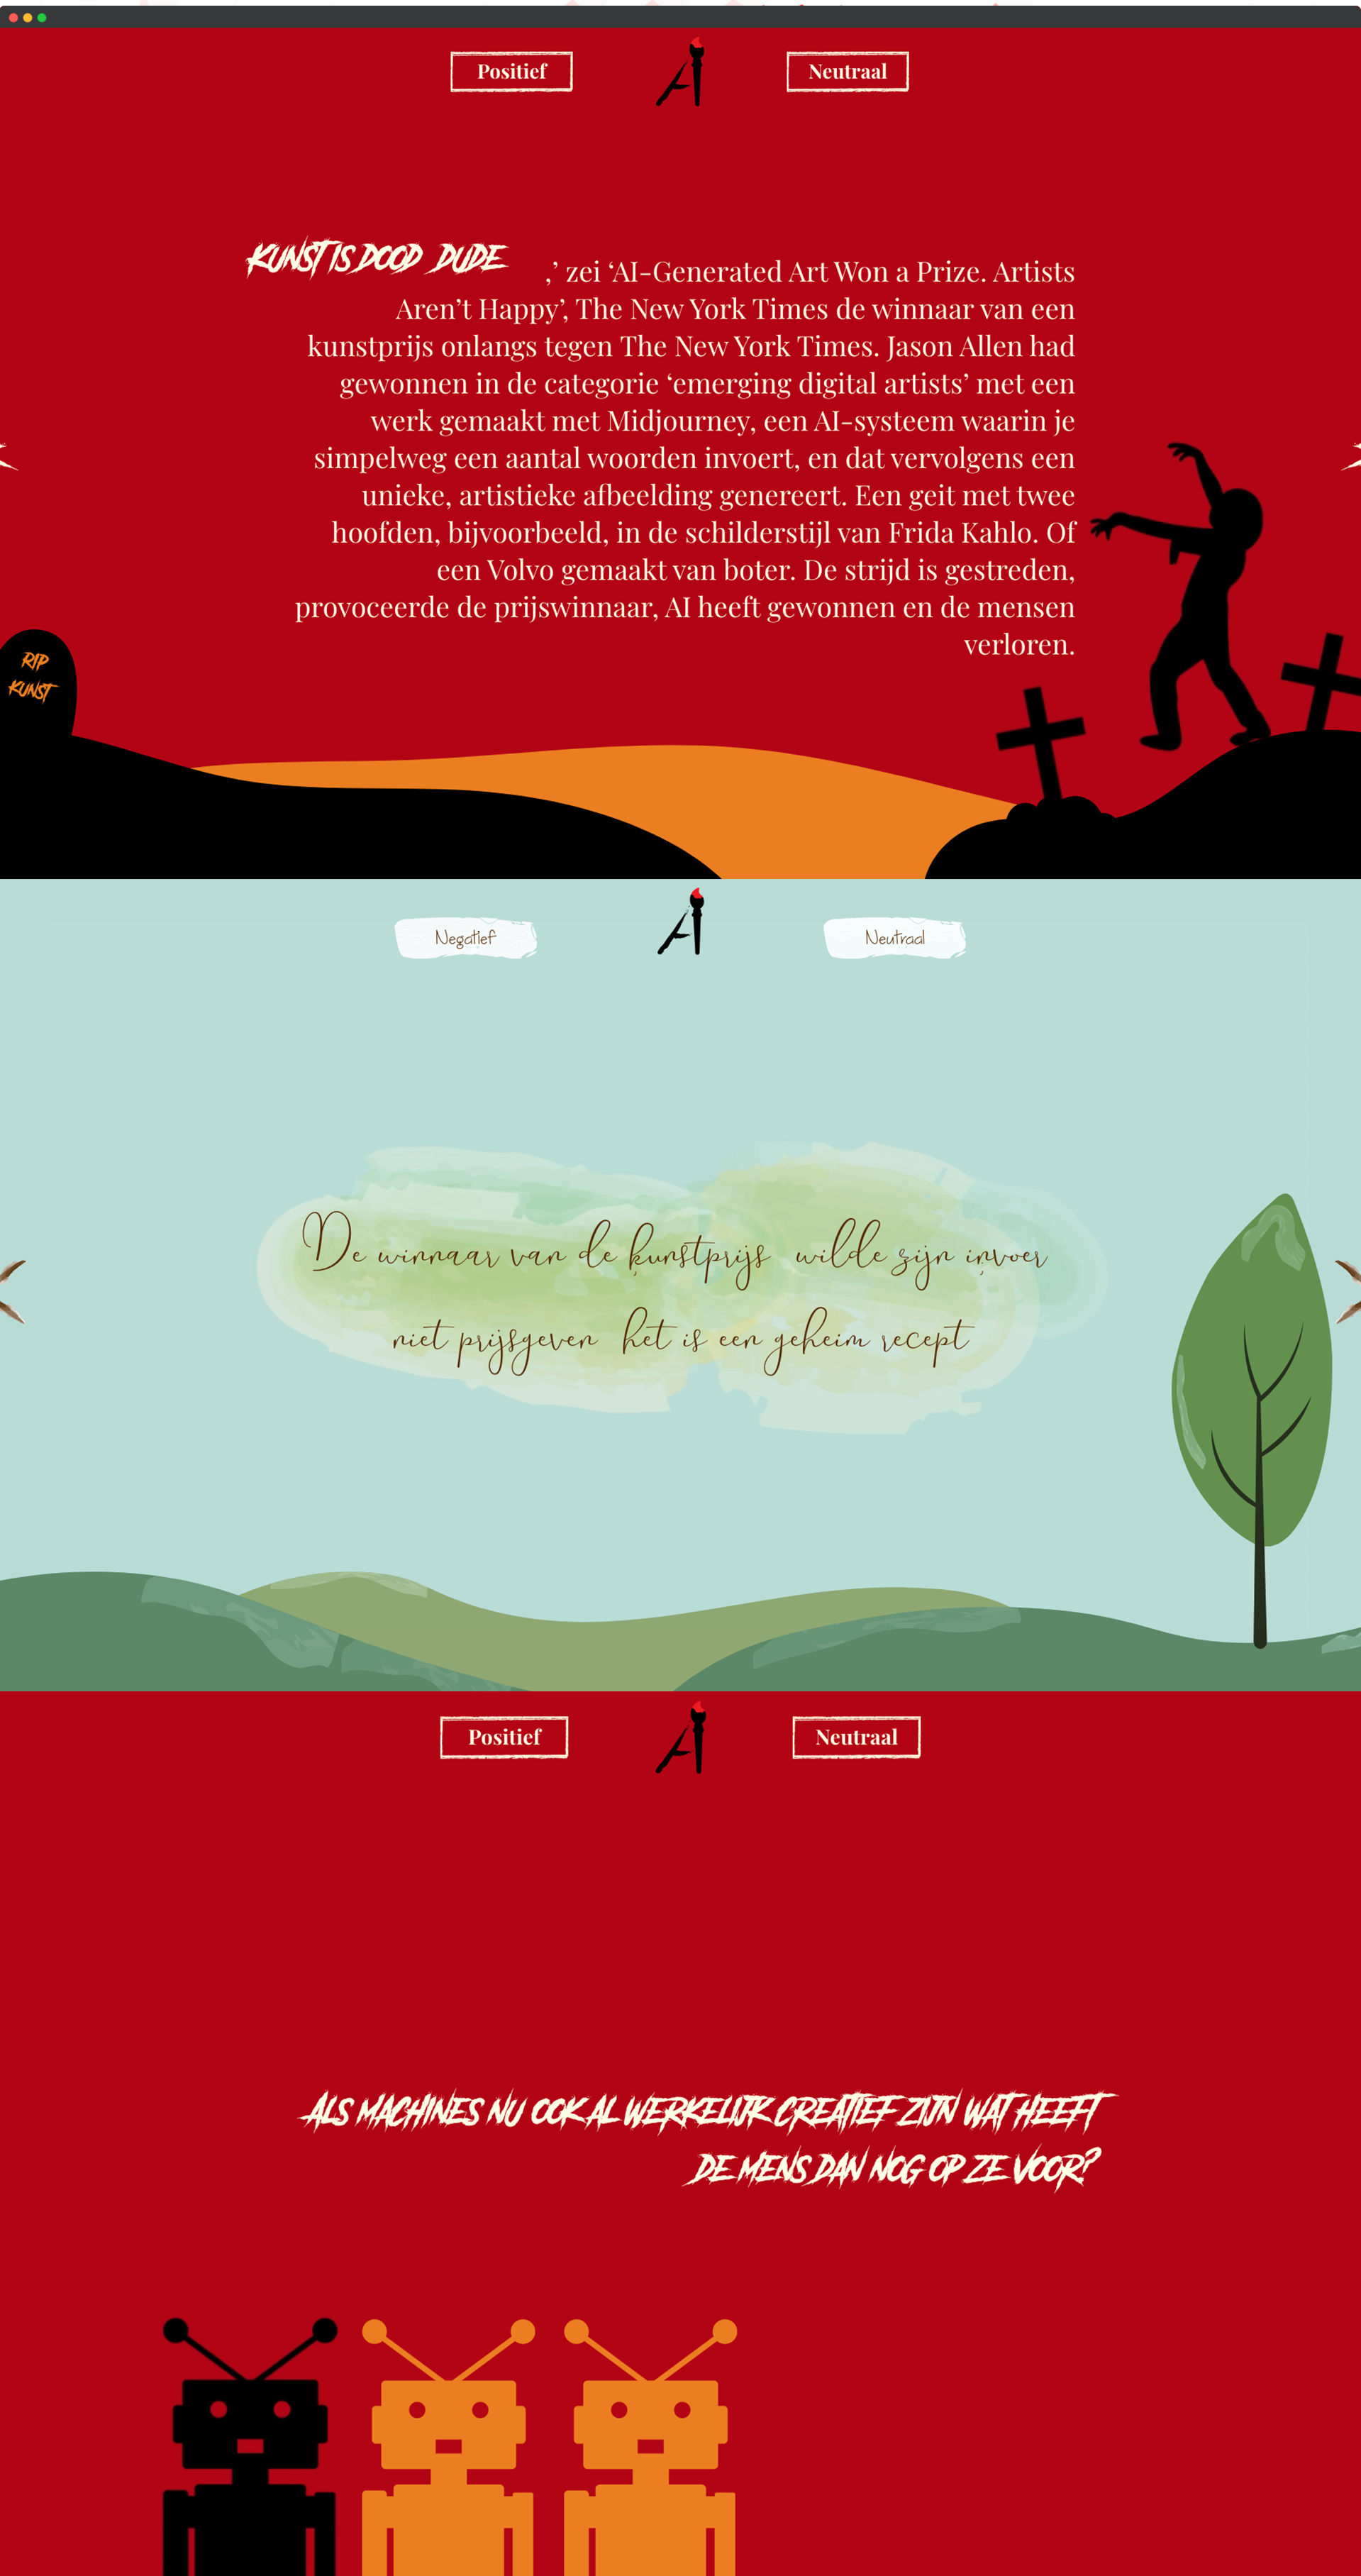 Positief
AI
Neutraal
KUNST IS DOOD DUDE ,’ zei ‘AI-Generated Art Won a Prize. Artists
Aren’t Happy’, The New York Times de winnaar van een
kunstprijs onlangs tegen The New York Times. Jason Allen had
gewonnen in de categorie ‘emerging digital artists’ met een
werk gemaakt met Midjourney, een AI-systeem waarin je
simpelweg een aantal woorden invoert, en dat vervolgens een
unieke, artistieke afbeelding genereert. Een geit met twee
hoofden, bijvoorbeeld, in de schilderstijl van Frida Kahlo. Of
een Volvo gemaakt van boter. De strijd is gestreden,
provoceerde de prijswinnaar, AI heeft gewonnen en de mensen
verloren.
RIP
KUNST
Negatief
AI
Neutraal
De winnaar van de kunstprijs wilde zijn invoer
niet prijsgeven het is een geheim recept
Positief
AI
Neutraal
ALS MACHINES NU OOK AL WERKELIJK CREATIEF ZIJN WAT HEEFT
DE MENS DAN NOG OP ZE VOOR?